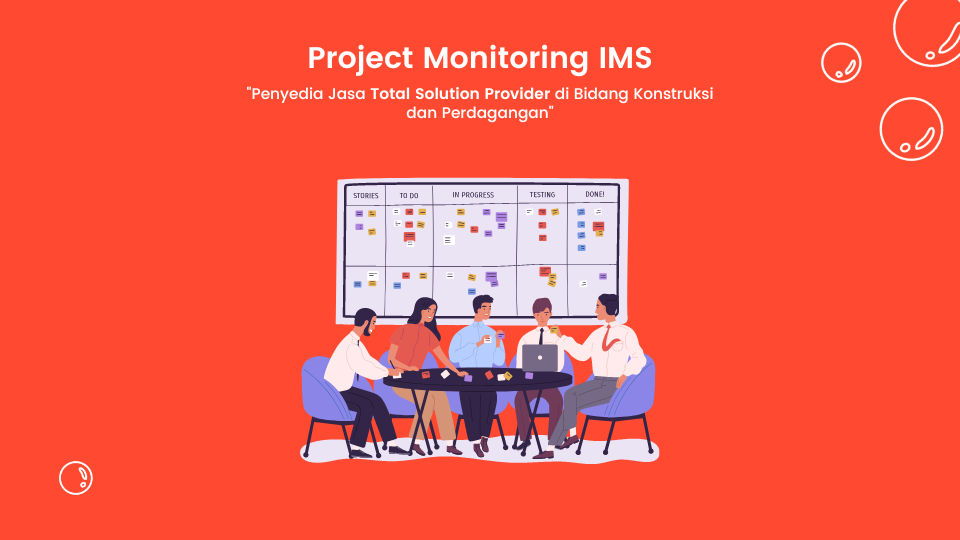 Project Monitoring IMS
"Penyedia Jasa Total Solution Provider di Bidang Konstruksi
dan Perdagangan"
STORIES TO DO IN PROGRESS TESTING DONE!